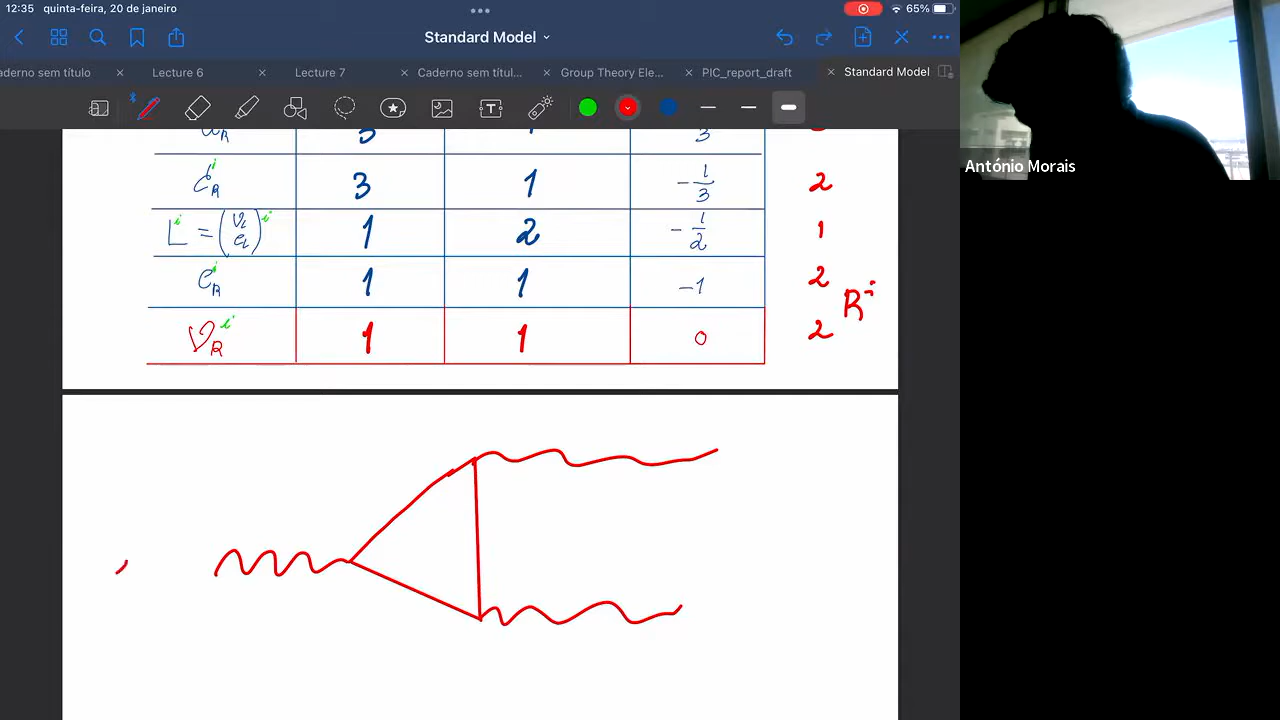 12:35 quinta-feira, 20 de janeiro
65%
Standard Model
aderno sem título
Lecture 6
Lecture 7
Caderno sem títul...
Group Theory Ele...
PIC_report_draft
Standard Model
António Morais
3 3
3 1 -1/3 2
L^i = (ν_L e_L)^i 1 2 -1/2 1
e_R^i 1 1 -1 2
R^i
ν_R^i 1 1 0 2